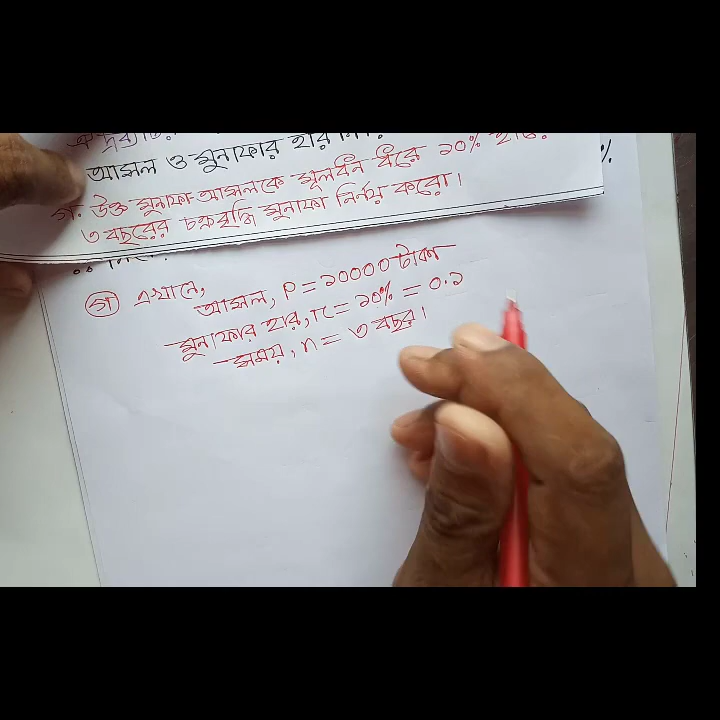 আসল ও মুনাফার হার
গ. উক্ত মুনাফা-আসলকে মূলধন ধরে ১০% হারে
৩ বছরের চক্রবৃদ্ধি মুনাফা নির্ণয় করো।
%.
গ এখানে,
আসল, P = ১০০০০ টাকা
মুনাফার হার, r = ১০% = ০.১
সময়, n = ৩ বছর।